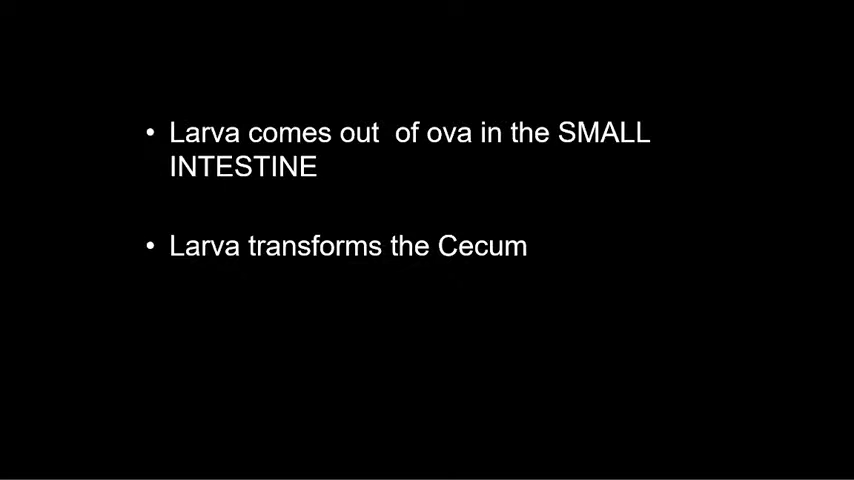 • Larva comes out  of ova in the SMALL
INTESTINE
• Larva transforms the Cecum